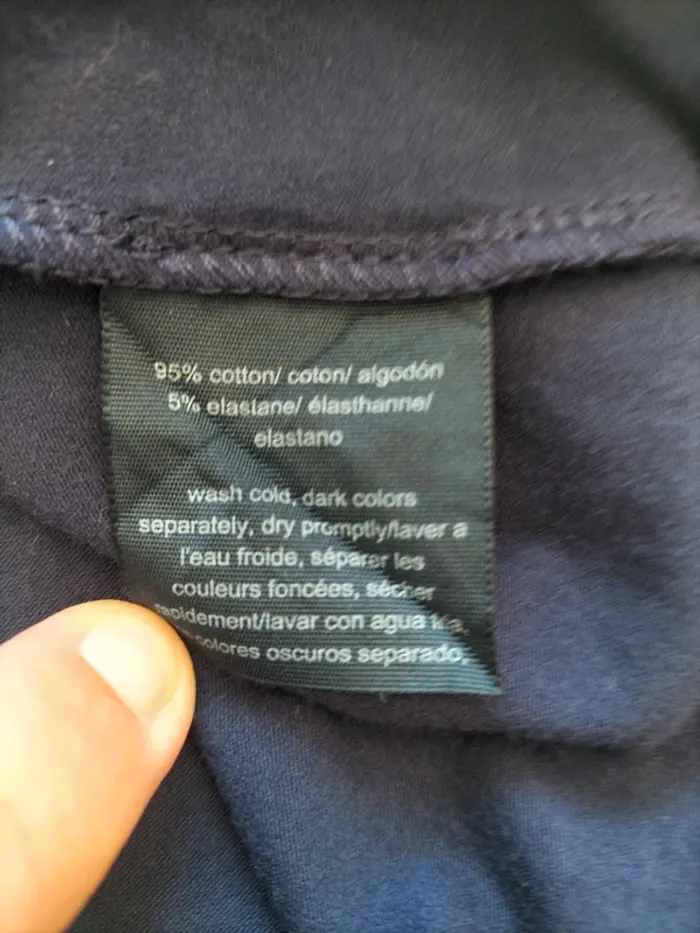 95% cotton/ coton/ algodón
5% elastane/ élasthanne/
elastano
wash cold, dark colors
separately, dry promptly/laver a
l'eau froide, séparer les
couleurs foncées, sécher
rapidement/lavar con agua
colores oscuros separado,